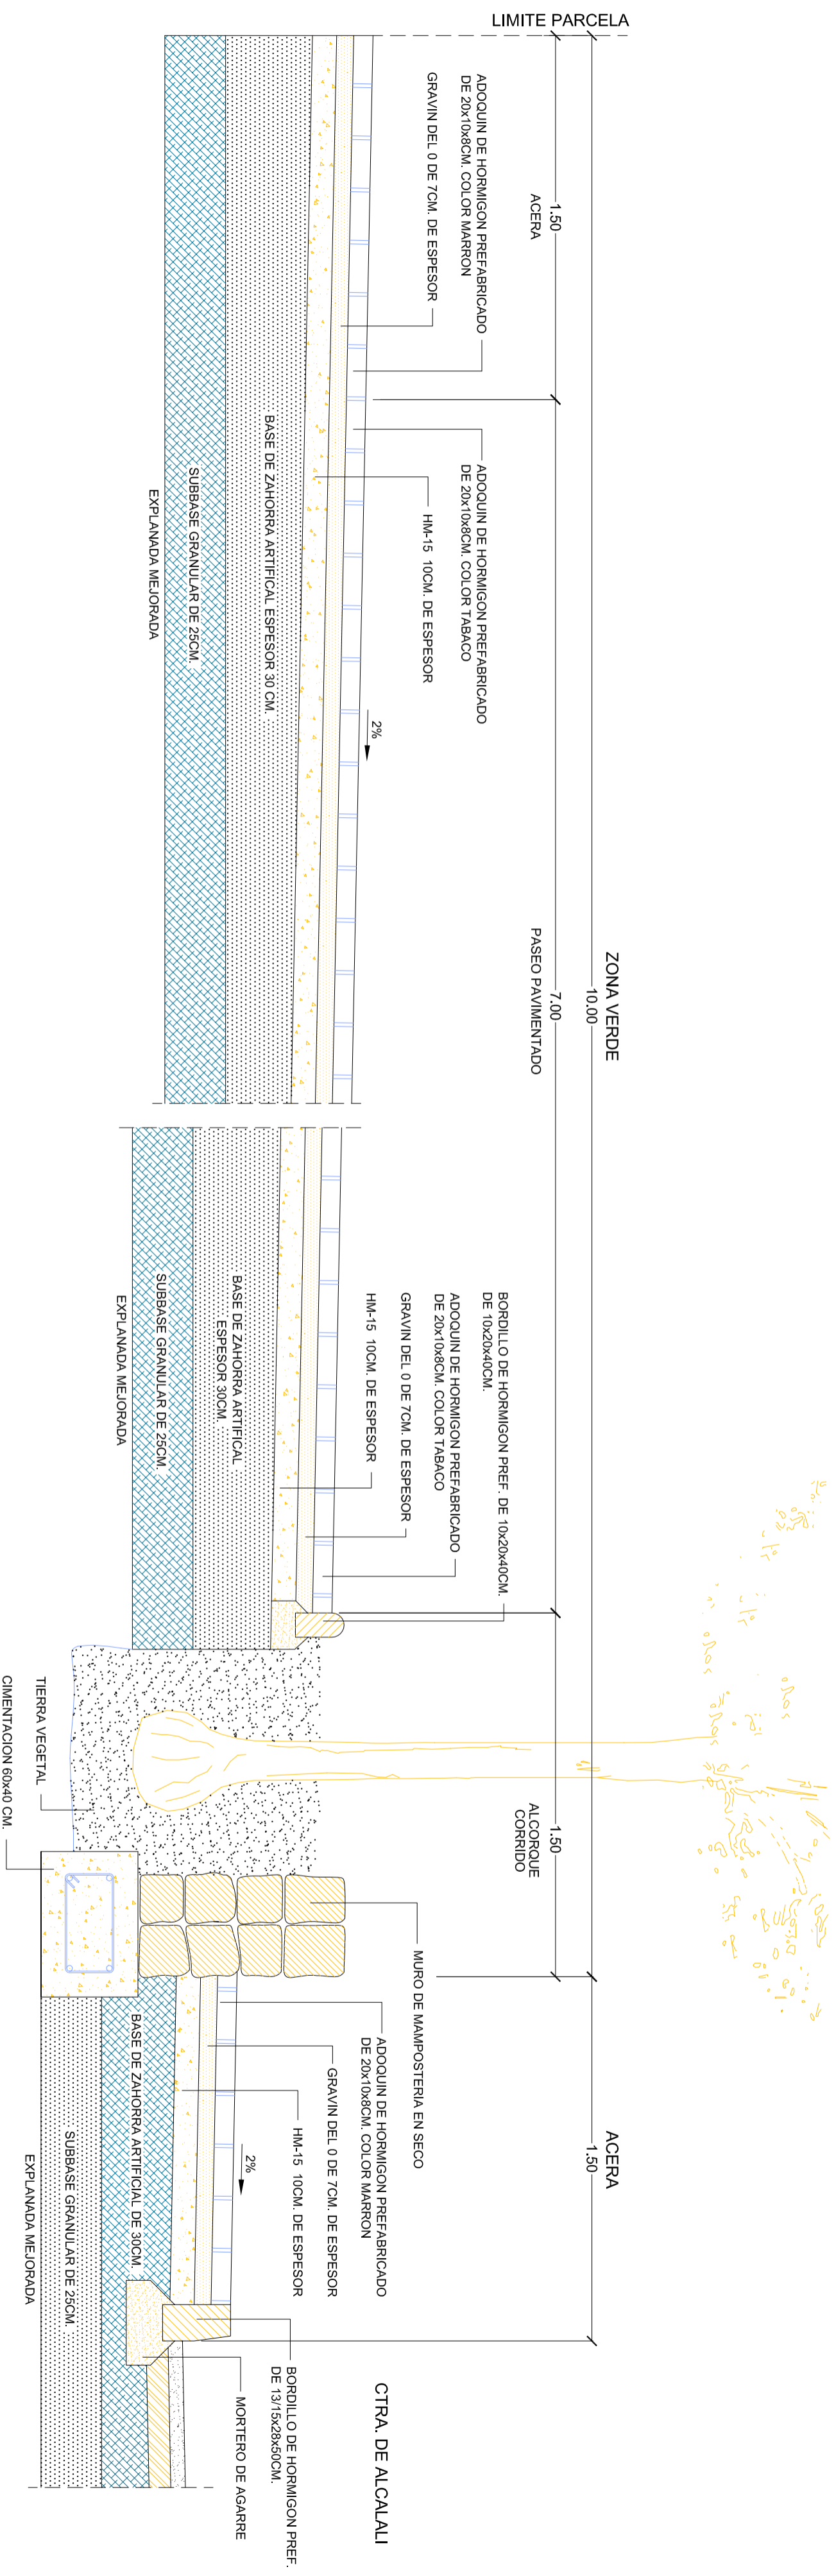 LIMITE PARCELA
ZONA VERDE
10.00
ACERA
1.50
1.50
ACERA
7.00
PASEO PAVIMENTADO
1.50
ALCORQUE
CORRIDO
ADOQUIN DE HORMIGON PREFABRICADO
DE 20x10x8CM. COLOR MARRON
GRAVIN DEL 0 DE 7CM. DE ESPESOR
ADOQUIN DE HORMIGON PREFABRICADO
DE 20x10x8CM. COLOR TABACO
HM-15 10CM. DE ESPESOR
2%
BASE DE ZAHORRA ARTIFICAL ESPESOR 30 CM.
SUBBASE GRANULAR DE 25CM.
EXPLANADA MEJORADA
BORDILLO DE HORMIGON PREF. DE 10x20x40CM.
DE 10x20x40CM.
ADOQUIN DE HORMIGON PREFABRICADO
DE 20x10x8CM. COLOR TABACO
GRAVIN DEL 0 DE 7CM. DE ESPESOR
HM-15 10CM. DE ESPESOR
BASE DE ZAHORRA ARTIFICAL
ESPESOR 30CM.
SUBBASE GRANULAR DE 25CM.
EXPLANADA MEJORADA
TIERRA VEGETAL
CIMENTACION 60x40 CM.
MURO DE MAMPOSTERIA EN SECO
ADOQUIN DE HORMIGON PREFABRICADO
DE 20x10x8CM. COLOR MARRON
GRAVIN DEL 0 DE 7CM. DE ESPESOR
HM-15 10CM. DE ESPESOR
2%
BASE DE ZAHORRA ARTIFICIAL DE 30CM.
SUBBASE GRANULAR DE 25CM.
EXPLANADA MEJORADA
CTRA. DE ALCALALI
BORDILLO DE HORMIGON PREF.
DE 13/15x28x50CM.
MORTERO DE AGARRE